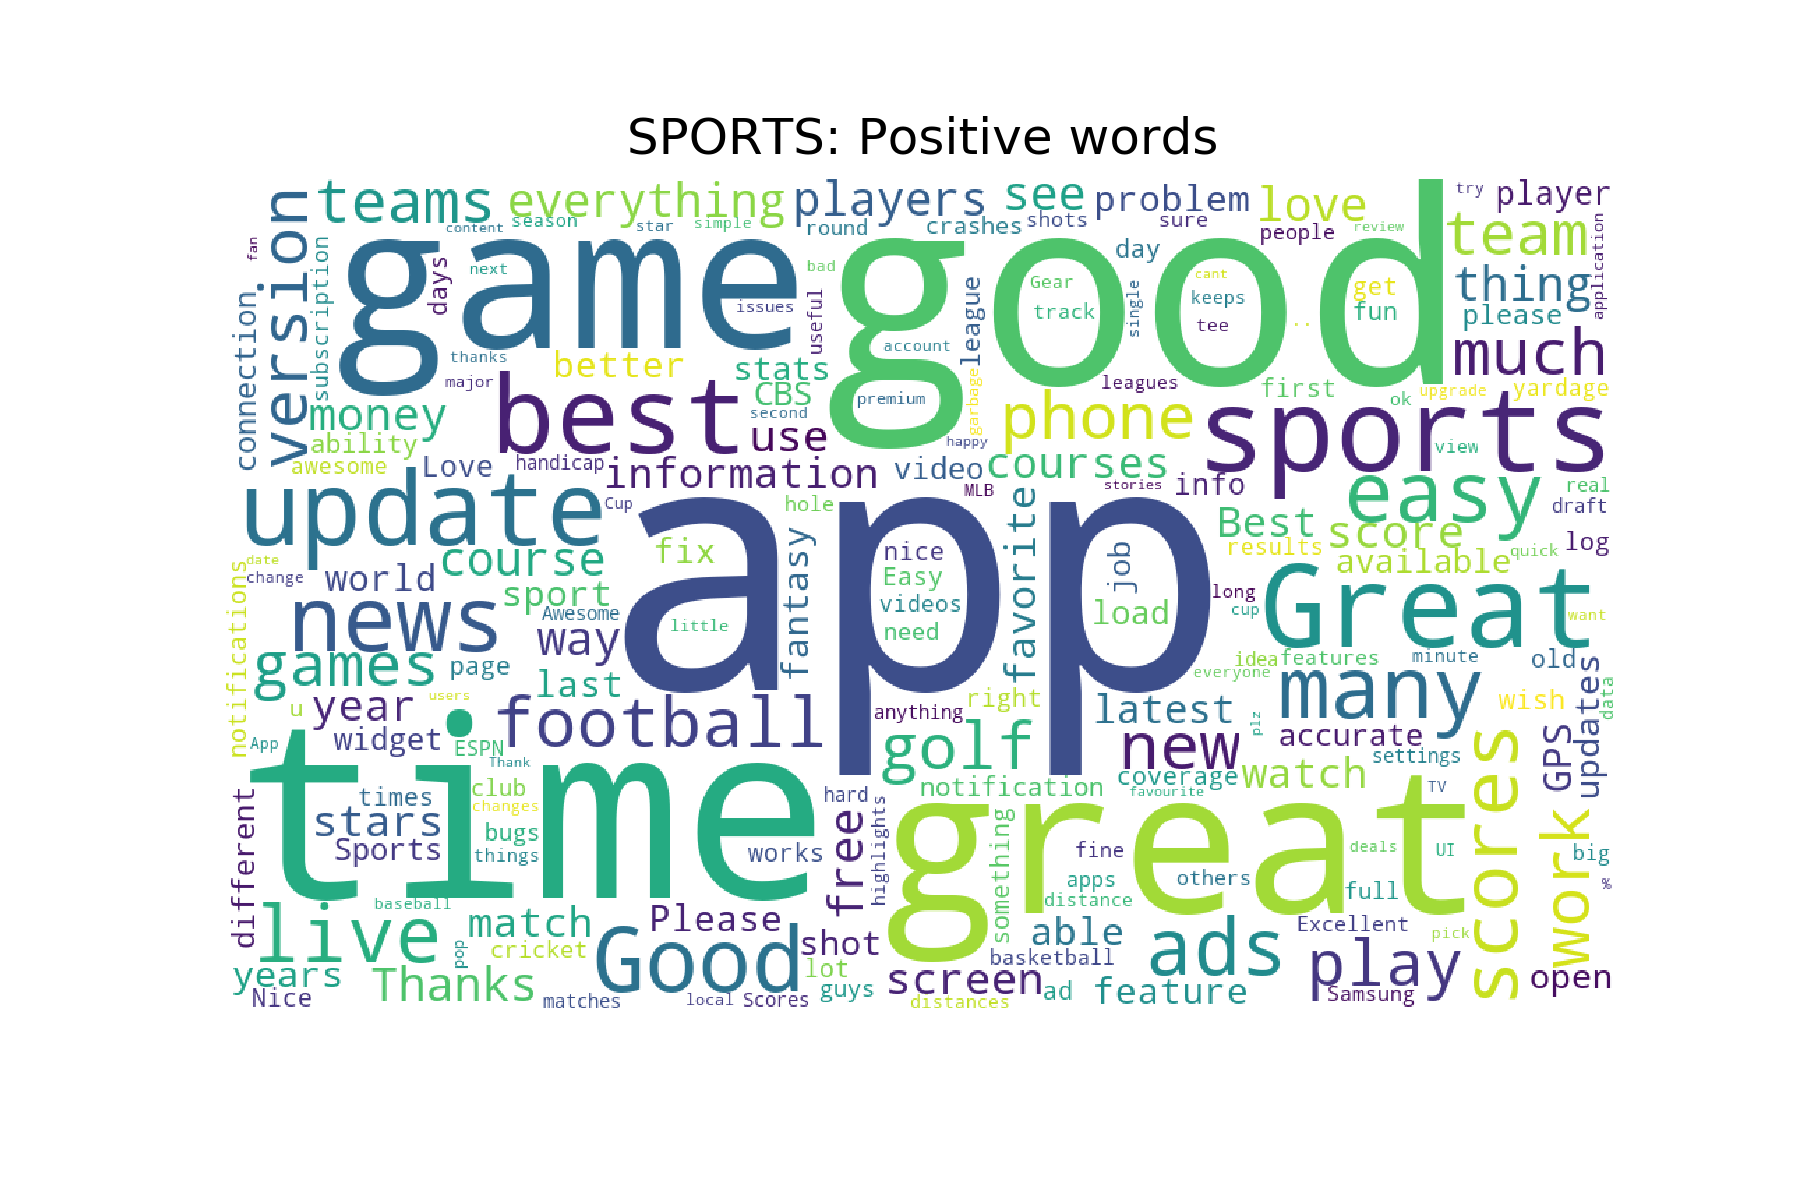 SPORTS: Positive words
teams everything players see problem love try player
version season content star simple round crashes shots sure people review team application
fan subscription days game next issues bad useful good day Gear track keeps cant tee single get fun .. thing please
connection thanks major better stats CBS second account premium league garbage happy leagues first ok upgrade much yardage
money ability awesome Love best handicap use information video phone courses MLB stories info sports view real draft
update Cup hole fix fantasy app nice Easy videos need favorite job load Best score results easy available quick log
date change notifications world course sport Awesome little way news long cup Great want
games page last users u year widget football ESPN Thank App right anything golf latest everyone idea features minute old many wish updates data
time club changes times stars Sports bugs things works hard free highlights notification new coverage favourite plz accurate watch settings TV GPS scores work
different great something fine apps distance others deals UI full big %
live baseball match Please cricket pop Good shot lot able basketball ads Excellent pick play open
years Nice Thanks matches local Scores guys screen distances ad feature Samsung